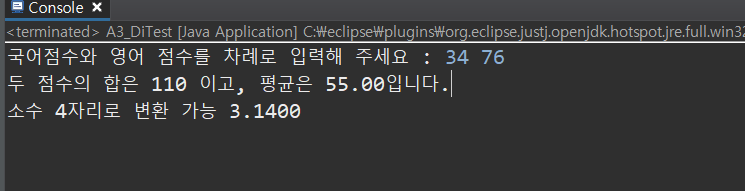 Console
<terminated> A3_DiTest [Java Application] C:₩eclipse₩plugins₩org.eclipse.justj.openjdk.hotspot.jre.full.win32
국어점수와 영어 점수를 차례로 입력해 주세요 : 34 76
두 점수의 합은 110 이고, 평균은 55.00입니다.
소수 4자리로 변환 가능 3.1400